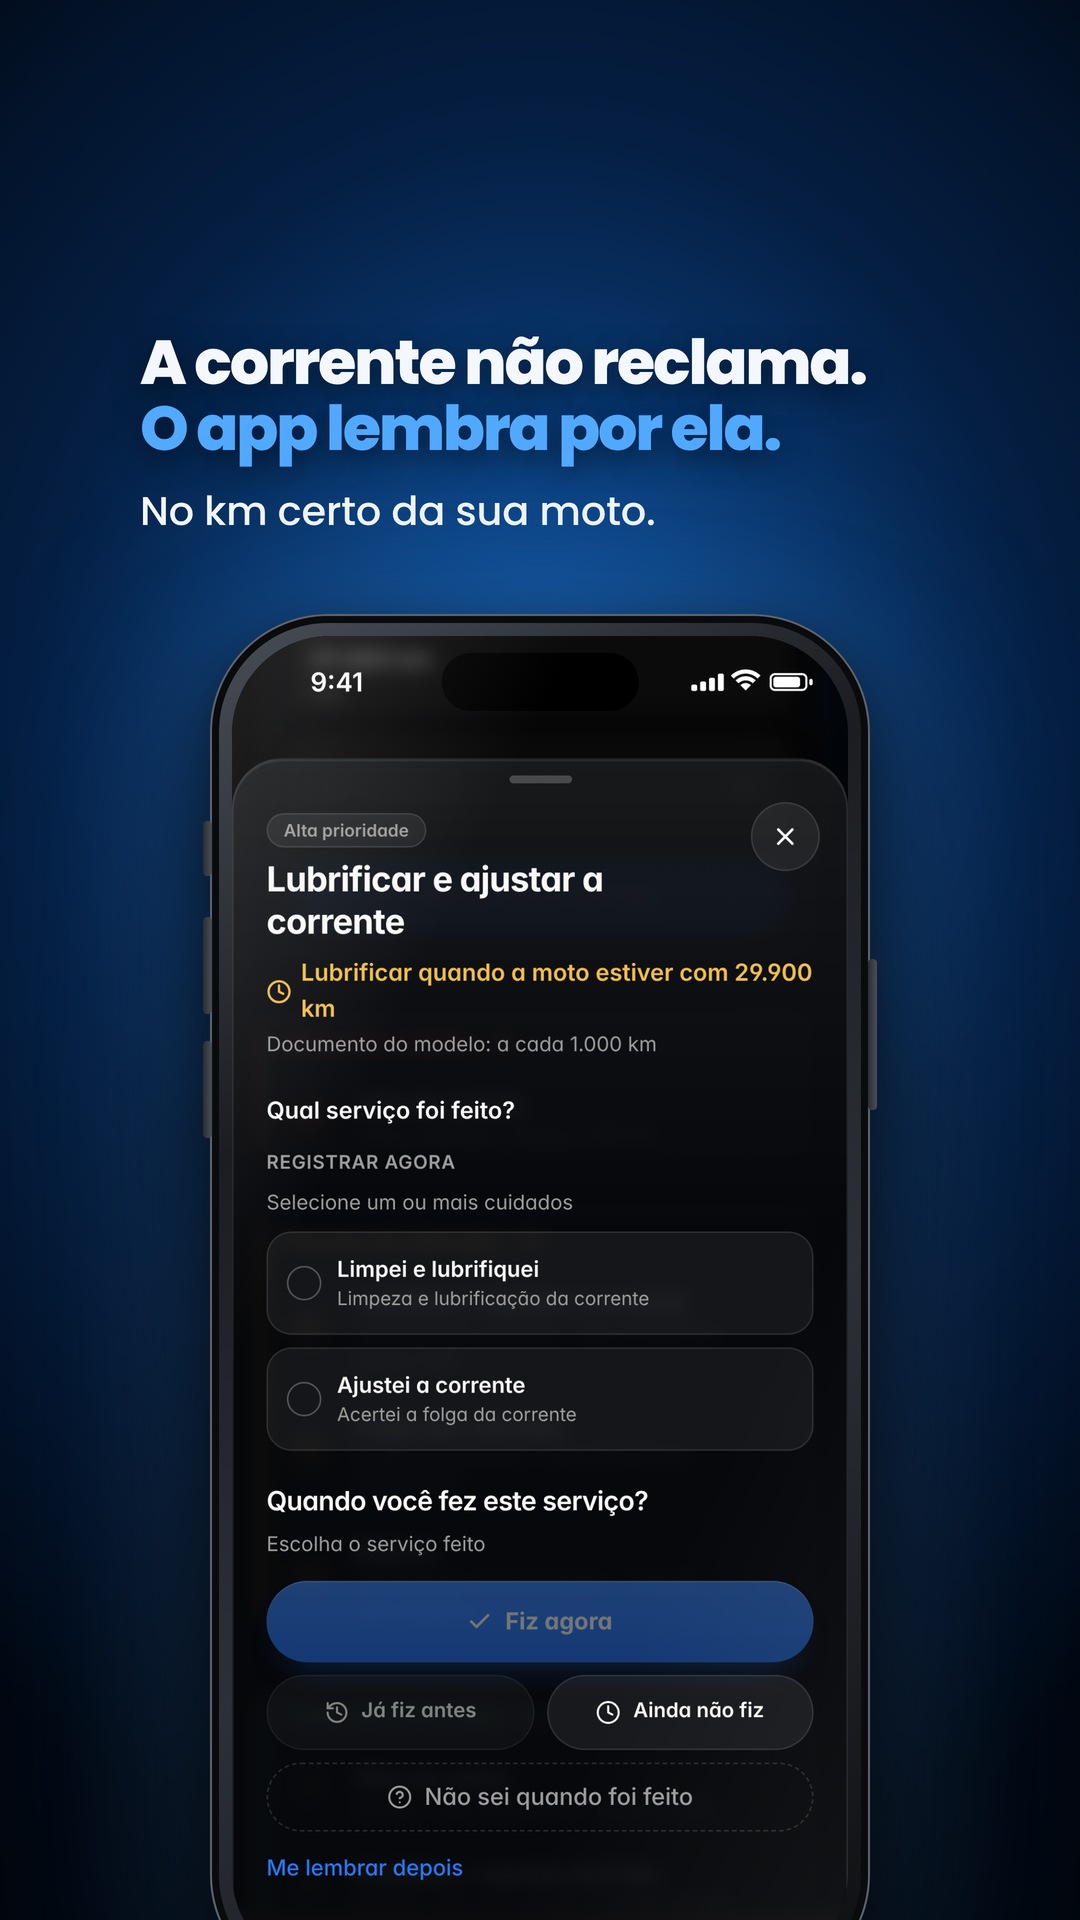 A corrente não reclama.
O app lembra por ela.
No km certo da sua moto.
9:41
Alta prioridade
Lubrificar e ajustar a
corrente
Lubrificar quando a moto estiver com 29.900
km
Documento do modelo: a cada 1.000 km
Qual serviço foi feito?
REGISTRAR AGORA
Selecione um ou mais cuidados
Limpei e lubrifiquei
Limpeza e lubrificação da corrente
Ajustei a corrente
Acertei a folga da corrente
Quando você fez este serviço?
Escolha o serviço feito
Fiz agora
Já fiz antes
Ainda não fiz
Não sei quando foi feito
Me lembrar depois